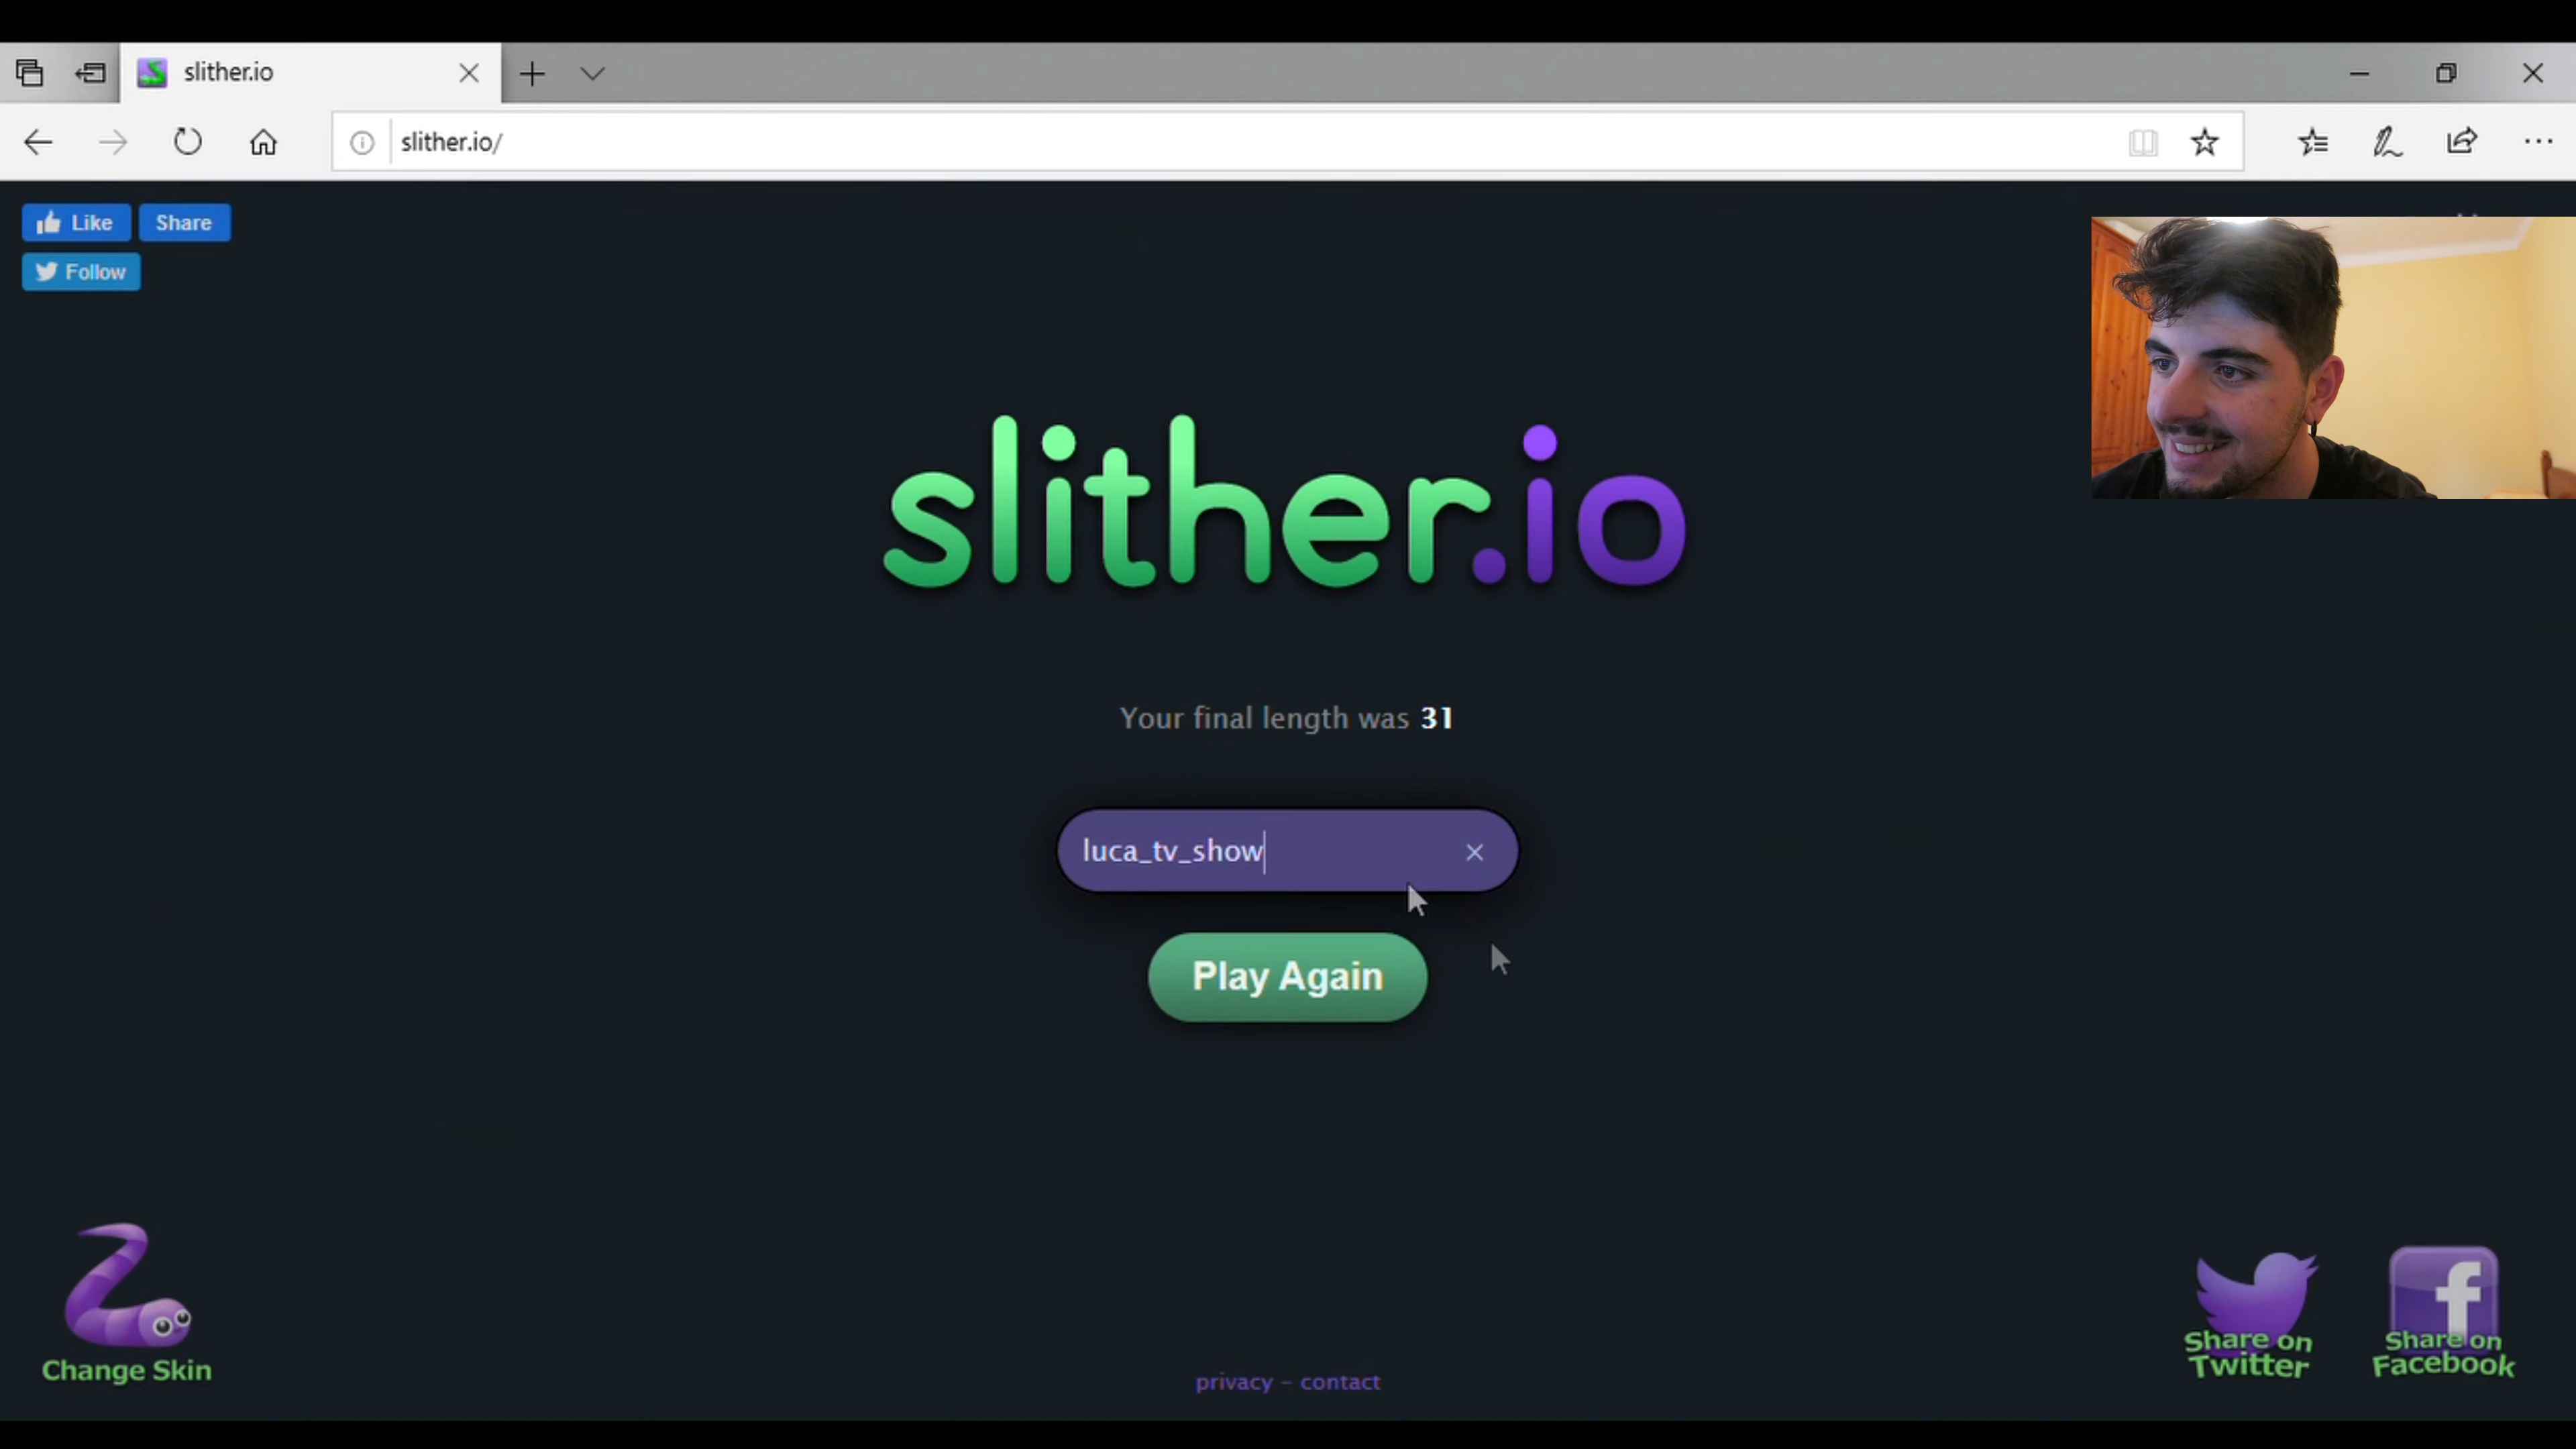 slither.io
slither.io/
Like Share
Follow
slither.io
Your final length was 31
luca_tv_show
Play Again
Change Skin
privacy - contact
Share on
Twitter
Share on
Facebook